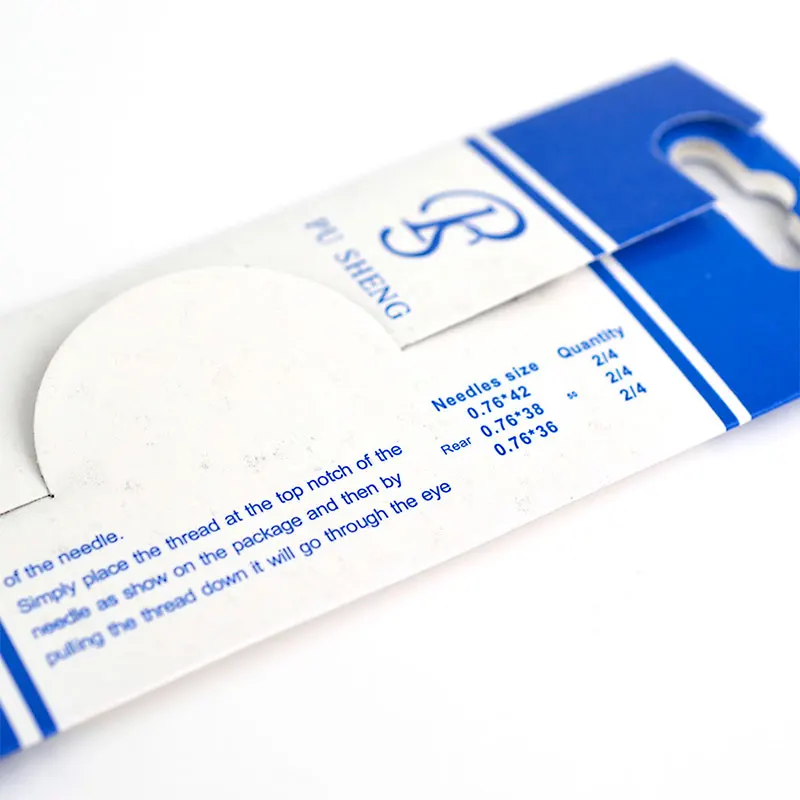 PS
PU SHENG
Needles size Quantity
0.76*42 2/4
Rear 0.76*38 ss 2/4
0.76*36 2/4
of the needle.
Simply place the thread at the top notch of the
needle as show on the package and then by
pulling the thread down it will go through the eye